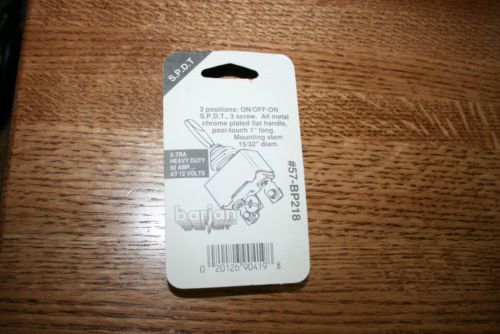 S.P.D.T
3 positions; ON/OFF/ON
S.P.D.T., 3 screw. All metal
chrome plated flat handle,
posi-touch 1" long.
Mounting stem
15/32" diam.
X-TRA
HEAVY DUTY
50 AMP...
AT 12 VOLTS
#57-BP218
barjan
0 20126 90419 8